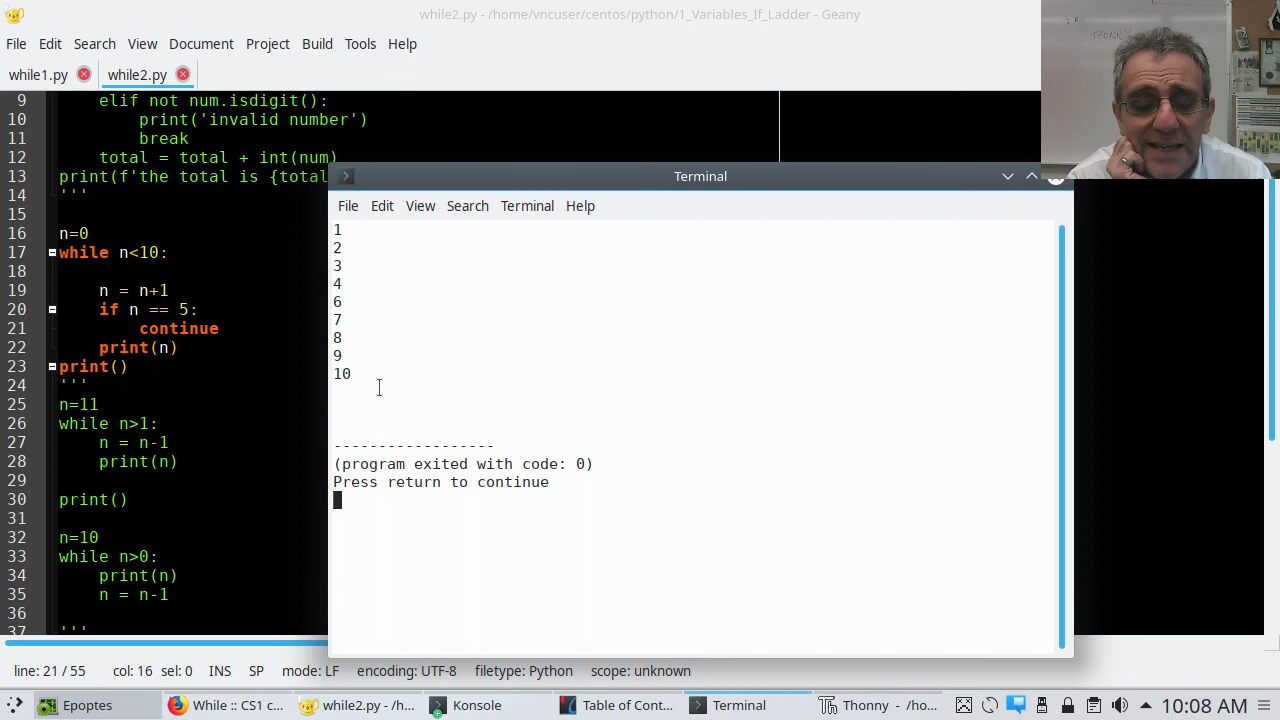 while2.py - /home/vncuser/centos/python/1_Variables_If_Ladder - Geany
File Edit Search View Document Project Build Tools Help
while1.py while2.py
9 elif not num.isdigit():
10 print('invalid number')
11 break
12 total = total + int(num)
13 print(f'the total is {total
14 '''
15
16 n=0
17 while n<10:
18
19 n = n+1
20 if n == 5:
21 continue
22 print(n)
23 print()
24 '''
25 n=11
26 while n>1:
27 n = n-1
28 print(n)
29
30 print()
31
32 n=10
33 while n>0:
34 print(n)
35 n = n-1
36
37 '''
Terminal
File Edit View Search Terminal Help
1
2
3
4
6
7
8
9
10
------------------
(program exited with code: 0)
Press return to continue
line: 21 / 55 col: 16 sel: 0 INS SP mode: LF encoding: UTF-8 filetype: Python scope: unknown
Epoptes While :: CS1 c... while2.py - /h... Konsole Table of Cont... Terminal Thonny - /ho... 10:08 AM